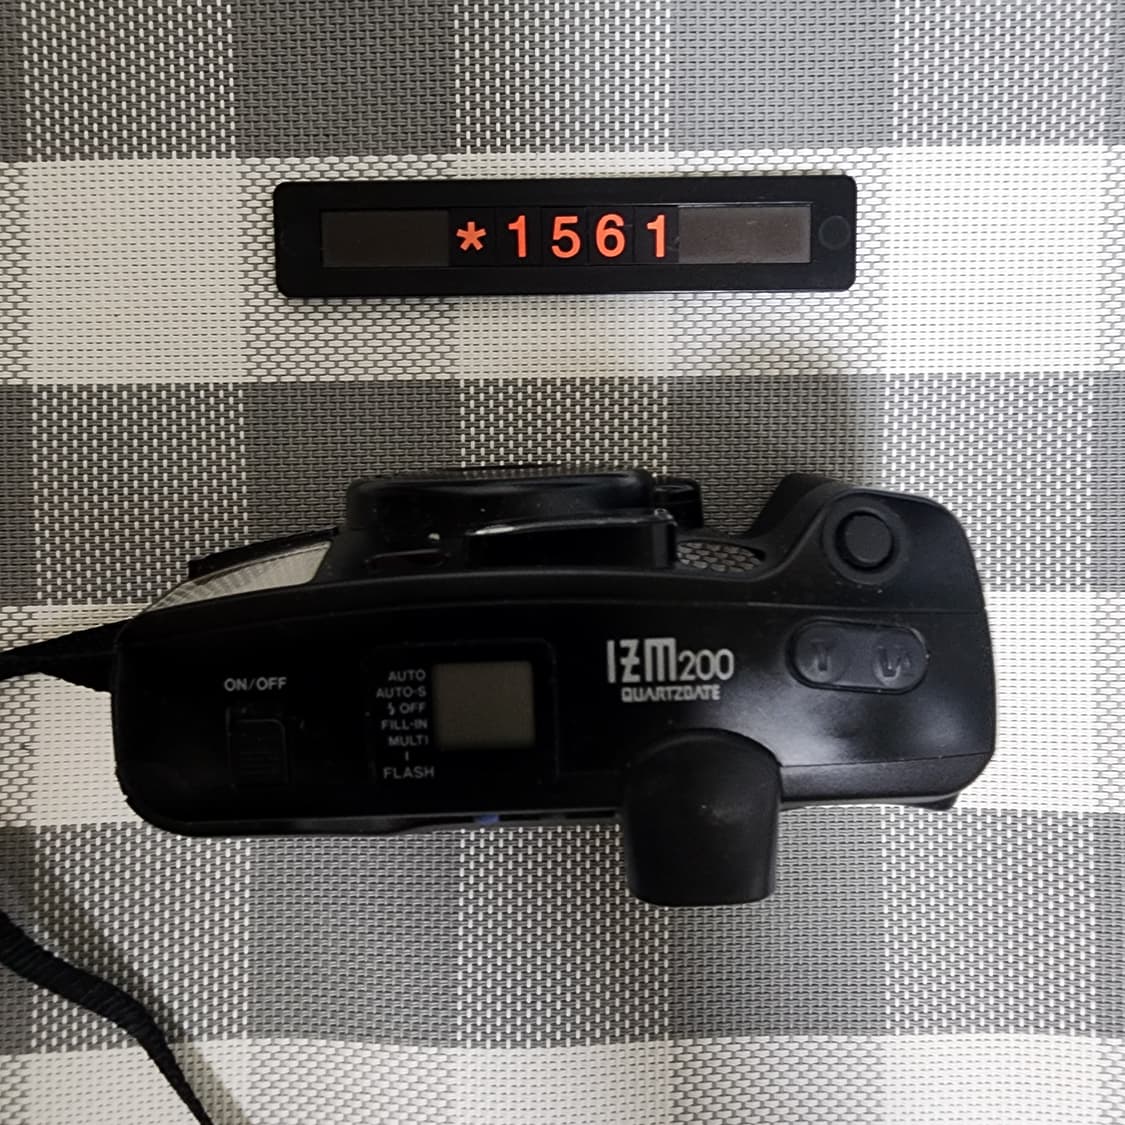 *1561
ON/OFF
AUTO
AUTO-S
⚡ OFF
FILL-IN
MULTI
I
FLASH
IZM200
QUARTZDATE
T W